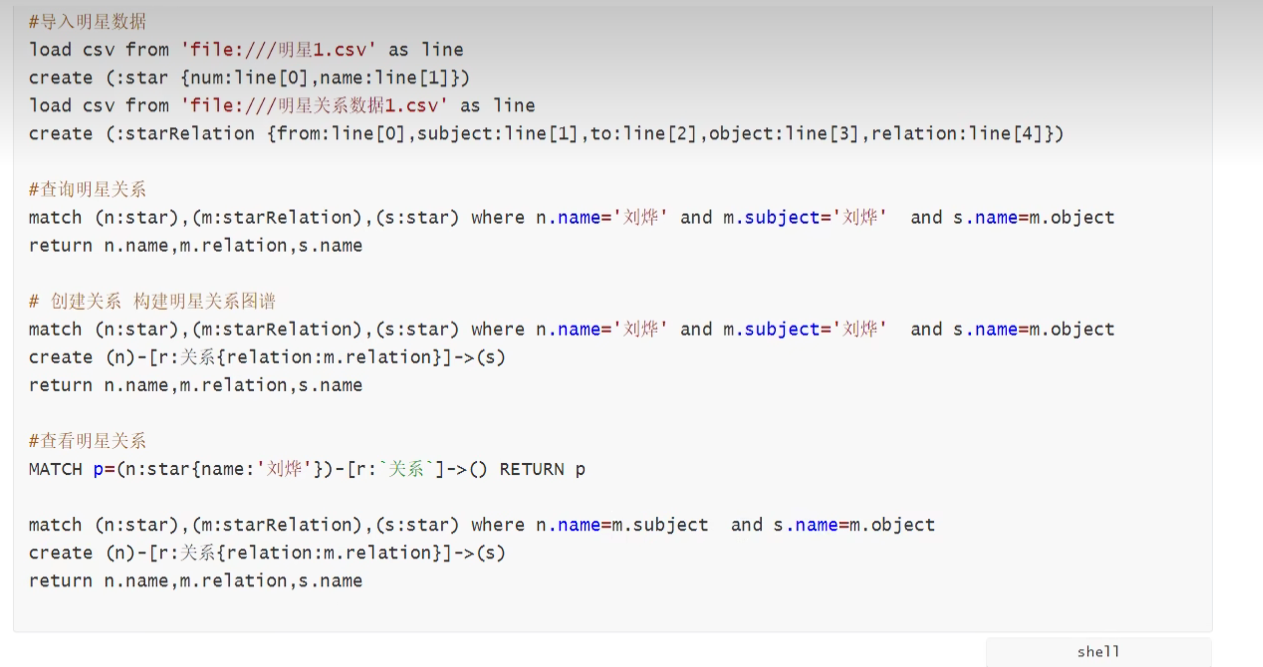 #导入明星数据
load csv from 'file:///明星1.csv' as line
create (:star {num:line[0],name:line[1]})
load csv from 'file:///明星关系数据1.csv' as line
create (:starRelation {from:line[0],subject:line[1],to:line[2],object:line[3],relation:line[4]})
#查询明星关系
match (n:star),(m:starRelation),(s:star) where n.name='刘烨' and m.subject='刘烨'  and s.name=m.object
return n.name,m.relation,s.name
# 创建关系 构建明星关系图谱
match (n:star),(m:starRelation),(s:star) where n.name='刘烨' and m.subject='刘烨'  and s.name=m.object
create (n)-[r:关系{relation:m.relation}]->(s)
return n.name,m.relation,s.name
#查看明星关系
MATCH p=(n:star{name:'刘烨'})-[r:`关系`]->() RETURN p
match (n:star),(m:starRelation),(s:star) where n.name=m.subject  and s.name=m.object
create (n)-[r:关系{relation:m.relation}]->(s)
return n.name,m.relation,s.name
shell